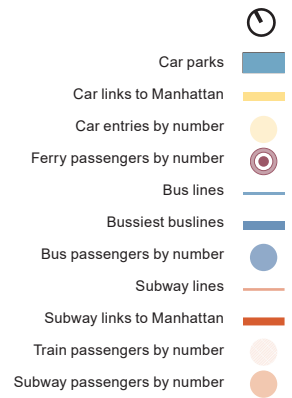 Car parks
Car links to Manhattan
Car entries by number
Ferry passengers by number
Bus lines
Bussiest buslines
Bus passengers by number
Subway lines
Subway links to Manhattan
Train passengers by number
Subway passengers by number